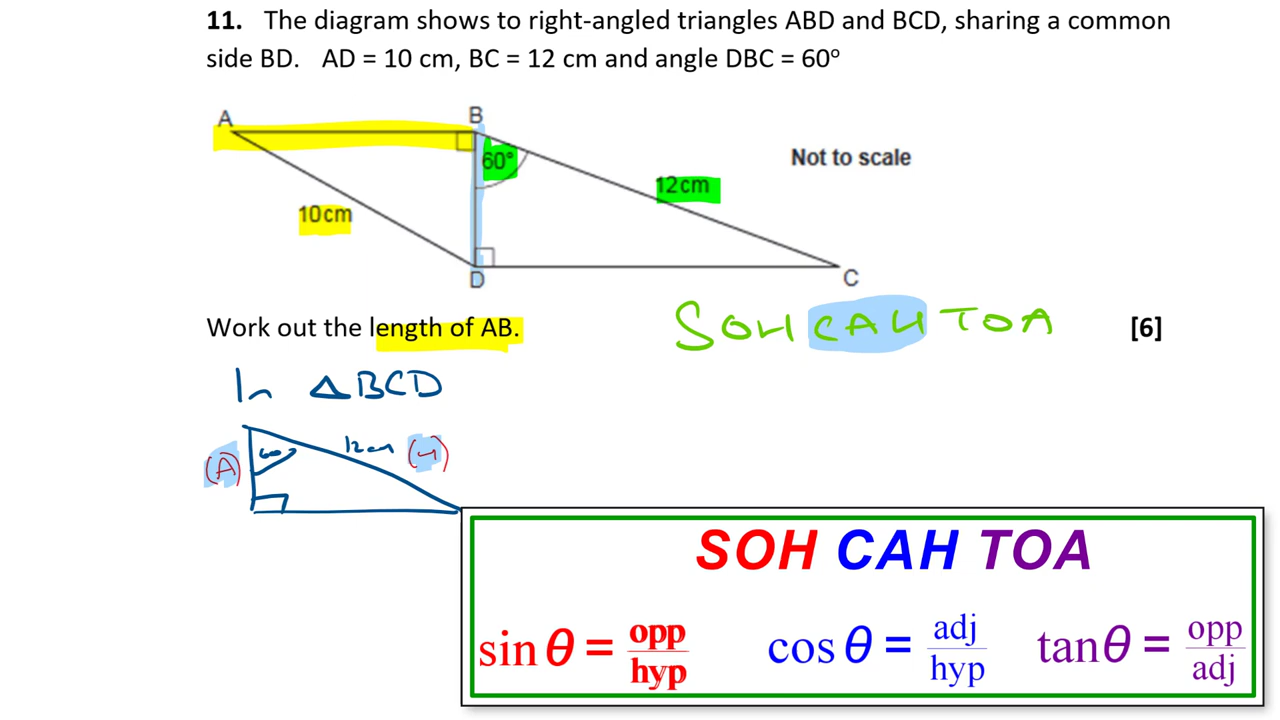 11. The diagram shows to right-angled triangles ABD and BCD, sharing a common
side BD. AD = 10 cm, BC = 12 cm and angle DBC = 60°
A
B
60°
Not to scale
12cm
10cm
D
C
Work out the length of AB.
SOH CAH TOA
[6]
In ΔBCD
(A)
60
12cm
(H)
SOH CAH TOA
sin θ = opp/hyp
cos θ = adj/hyp
tan θ = opp/adj